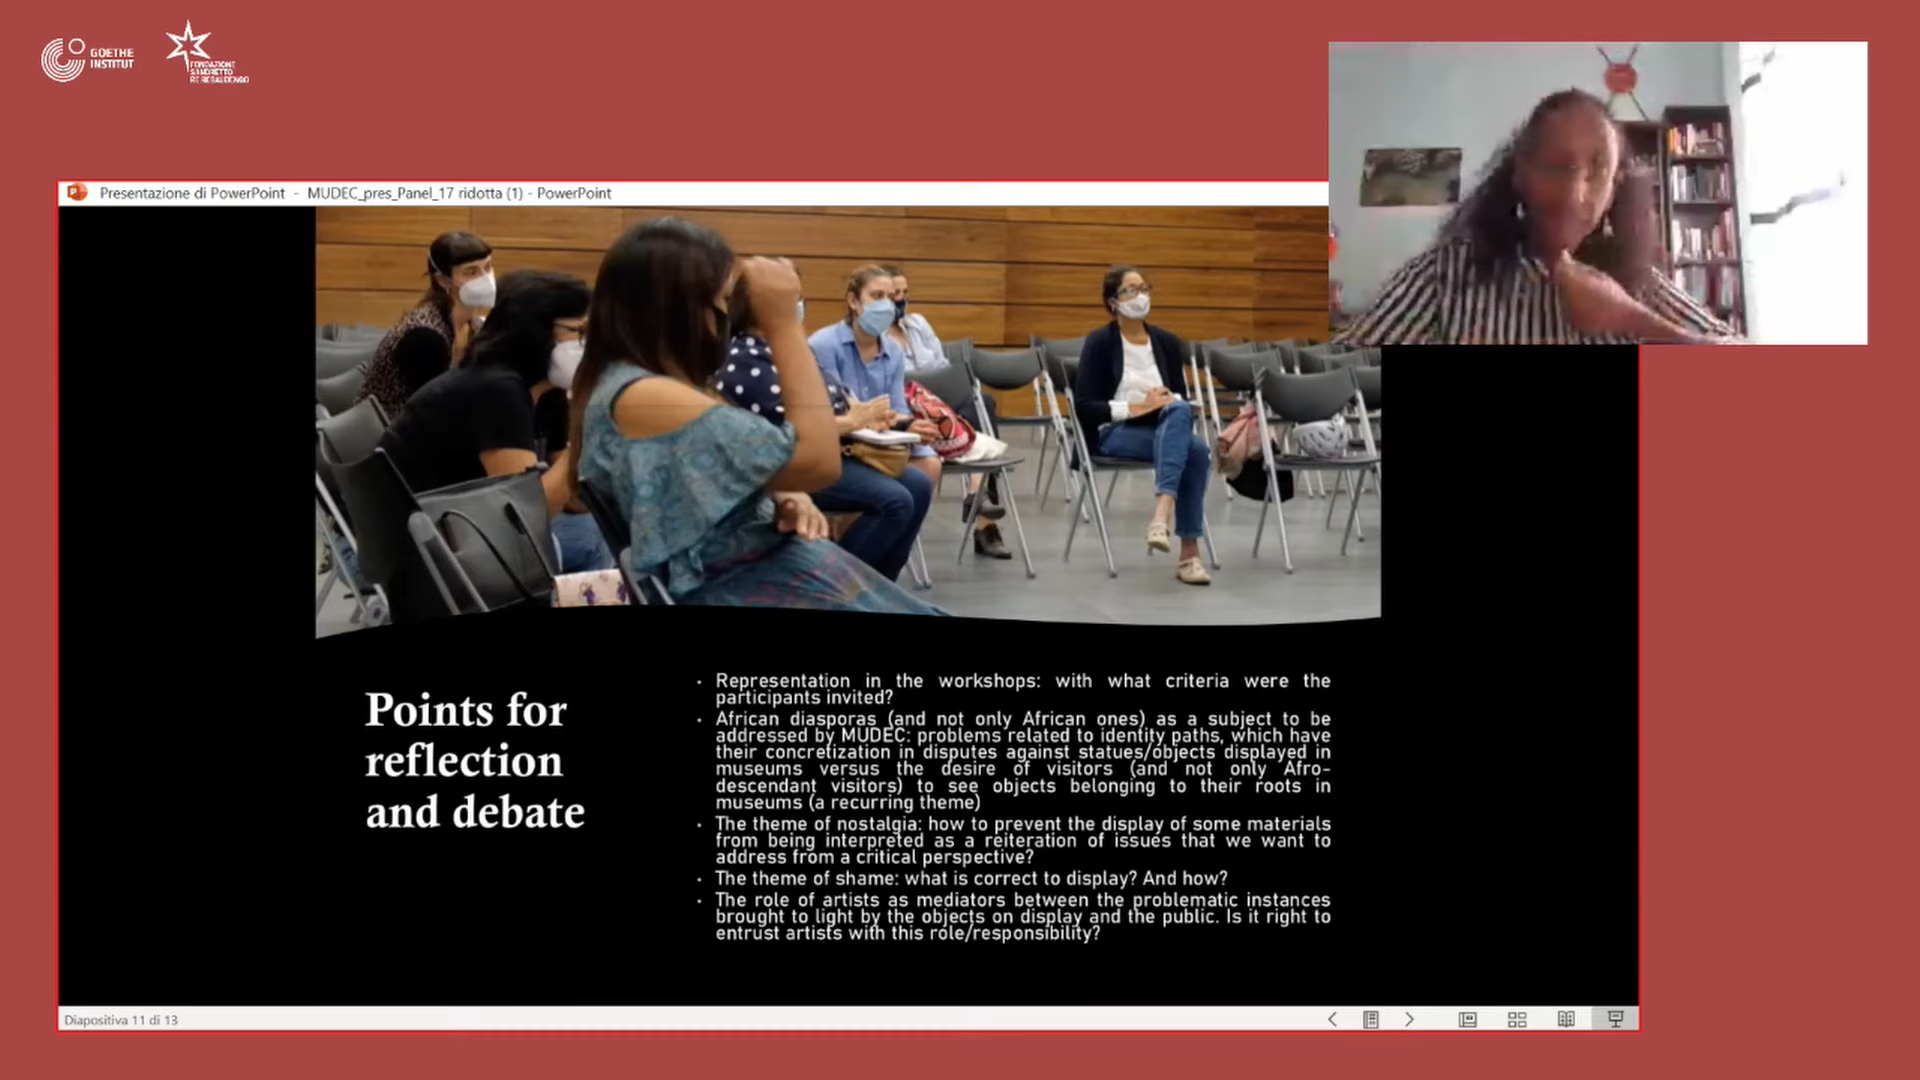 GOETHE
INSTITUT
FONDAZIONE
SANDRETTO
RE REBAUDENGO
Presentazione di PowerPoint - MUDEC_pres_Panel_17 ridotta (1) - PowerPoint
Points for
reflection
and debate
• Representation in the workshops: with what criteria were the
participants invited?
• African diasporas (and not only African ones) as a subject to be
addressed by MUDEC: problems related to identity paths, which have
their concretization in disputes against statues/objects displayed in
museums versus the desire of visitors (and not only Afro-
descendant visitors) to see objects belonging to their roots in
museums (a recurring theme)
• The theme of nostalgia: how to prevent the display of some materials
from being interpreted as a reiteration of issues that we want to
address from a critical perspective?
• The theme of shame: what is correct to display? And how?
• The role of artists as mediators between the problematic instances
brought to light by the objects on display and the public. Is it right to
entrust artists with this role/responsibility?
Diapositiva 11 di 13